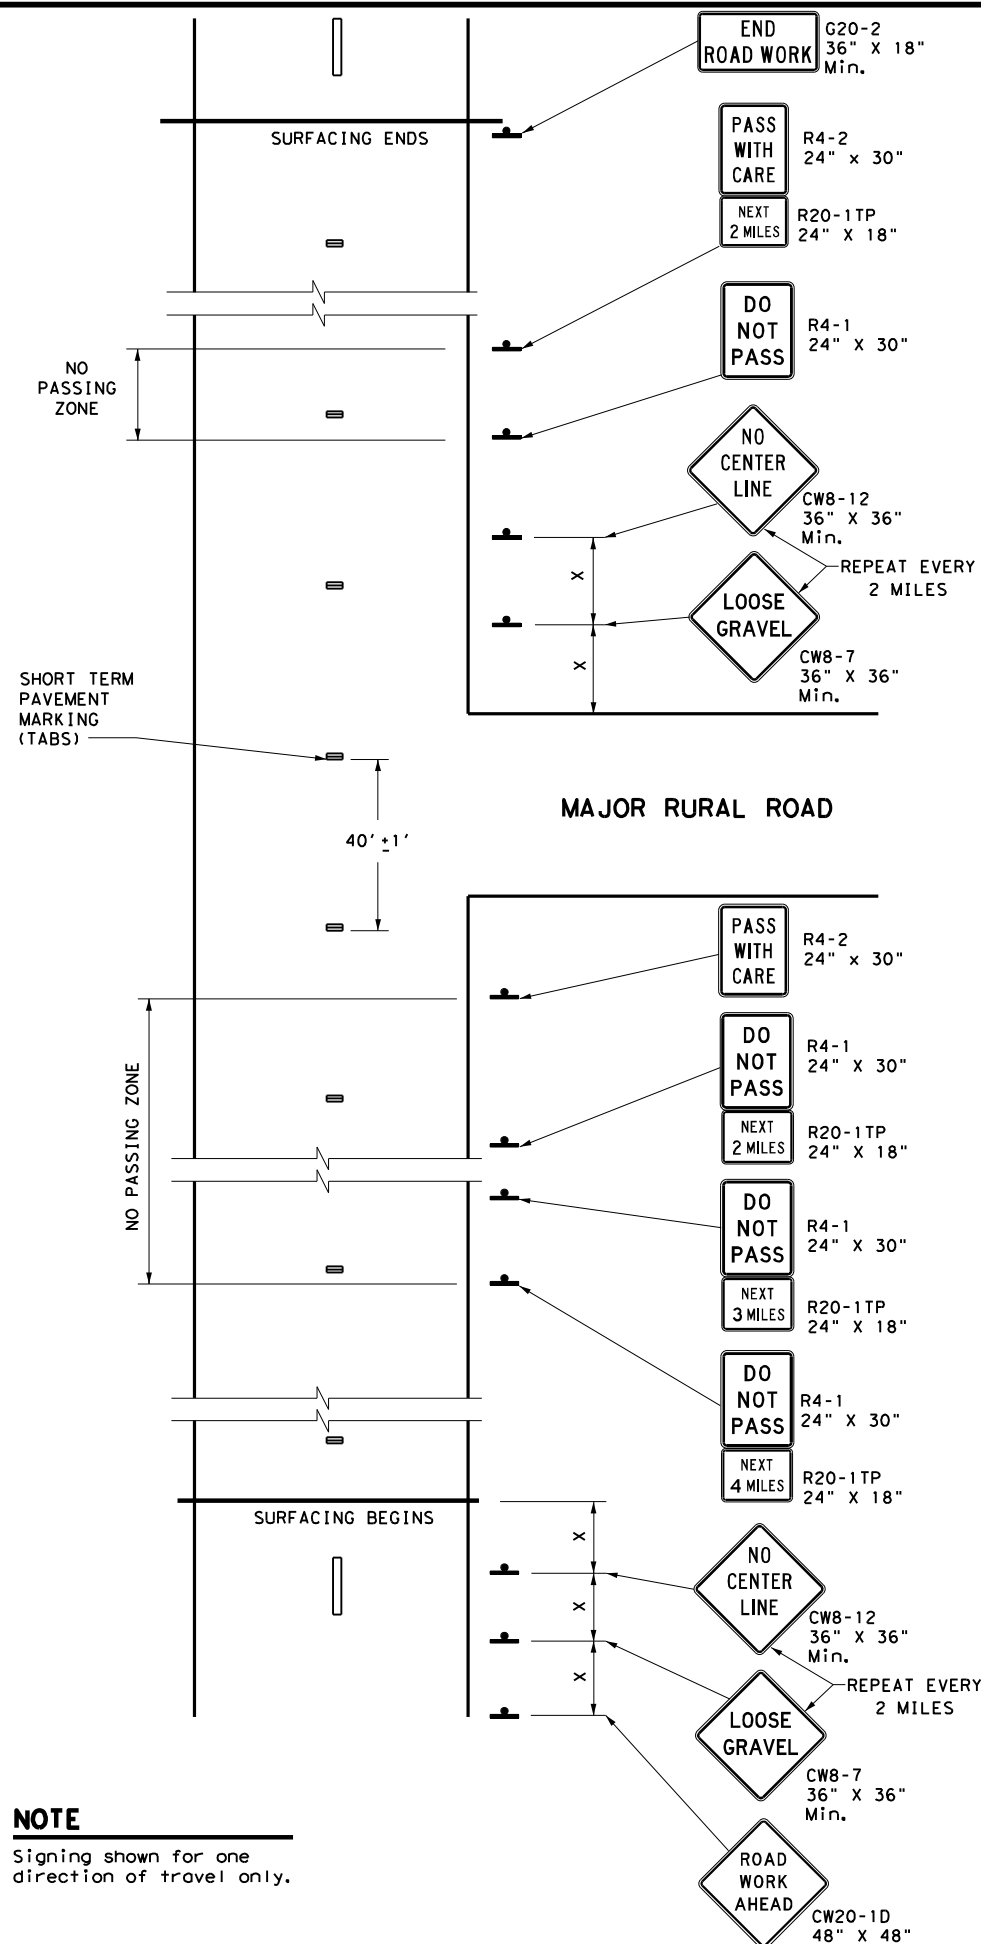 END
ROAD WORK
G20-2
36" X 18"
Min.
SURFACING ENDS
PASS
WITH
CARE
R4-2
24" x 30"
NEXT
2 MILES
R20-1TP
24" X 18"
DO
NOT
PASS
R4-1
24" X 30"
NO
PASSING
ZONE
NO
CENTER
LINE
CW8-12
36" X 36"
Min.
REPEAT EVERY
2 MILES
X
LOOSE
GRAVEL
CW8-7
36" X 36"
Min.
X
SHORT TERM
PAVEMENT
MARKING
(TABS)
MAJOR RURAL ROAD
40' ±1'
PASS
WITH
CARE
R4-2
24" x 30"
NO PASSING ZONE
DO
NOT
PASS
R4-1
24" X 30"
NEXT
2 MILES
R20-1TP
24" X 18"
DO
NOT
PASS
R4-1
24" X 30"
NEXT
3 MILES
R20-1TP
24" X 18"
DO
NOT
PASS
R4-1
24" X 30"
NEXT
4 MILES
R20-1TP
24" X 18"
SURFACING BEGINS
X
NO
CENTER
LINE
CW8-12
36" X 36"
Min.
X
REPEAT EVERY
2 MILES
X
LOOSE
GRAVEL
CW8-7
36" X 36"
Min.
NOTE
Signing shown for one
direction of travel only.
ROAD
WORK
AHEAD
CW20-1D
48" X 48"